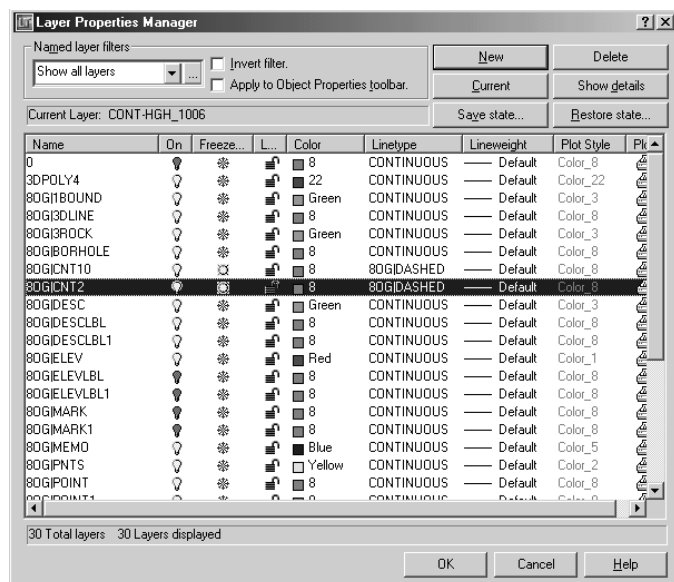 Layer Properties Manager
Named layer filters
Show all layers
...
Invert filter.
Apply to Object Properties toolbar.
New
Delete
Current
Show details
Save state...
Restore state...
Current Layer: CONT-HGH_1006
Name On Freeze... L... Color Linetype Lineweight Plot Style
0 8 CONTINUOUS Default Color_8
3DPOLY4 22 CONTINUOUS Default Color_22
80G|1BOUND Green CONTINUOUS Default Color_3
80G|3DLINE 8 CONTINUOUS Default Color_8
80G|3ROCK Green CONTINUOUS Default Color_3
80G|BORHOLE 8 CONTINUOUS Default Color_8
80G|CNT10 8 80G|DASHED Default Color_8
80G|CNT2 8 80G|DASHED Default Color_8
80G|DESC Green CONTINUOUS Default Color_3
80G|DESCLBL 8 CONTINUOUS Default Color_8
80G|DESCLBL1 8 CONTINUOUS Default Color_8
80G|ELEV Red CONTINUOUS Default Color_1
80G|ELEVLBL 8 CONTINUOUS Default Color_8
80G|ELEVLBL1 8 CONTINUOUS Default Color_8
80G|MARK 8 CONTINUOUS Default Color_8
80G|MARK1 8 CONTINUOUS Default Color_8
80G|MEMO Blue CONTINUOUS Default Color_5
80G|PNTS Yellow CONTINUOUS Default Color_2
80G|POINT 8 CONTINUOUS Default Color_8
30 Total layers 30 Layers displayed
OK
Cancel
Help